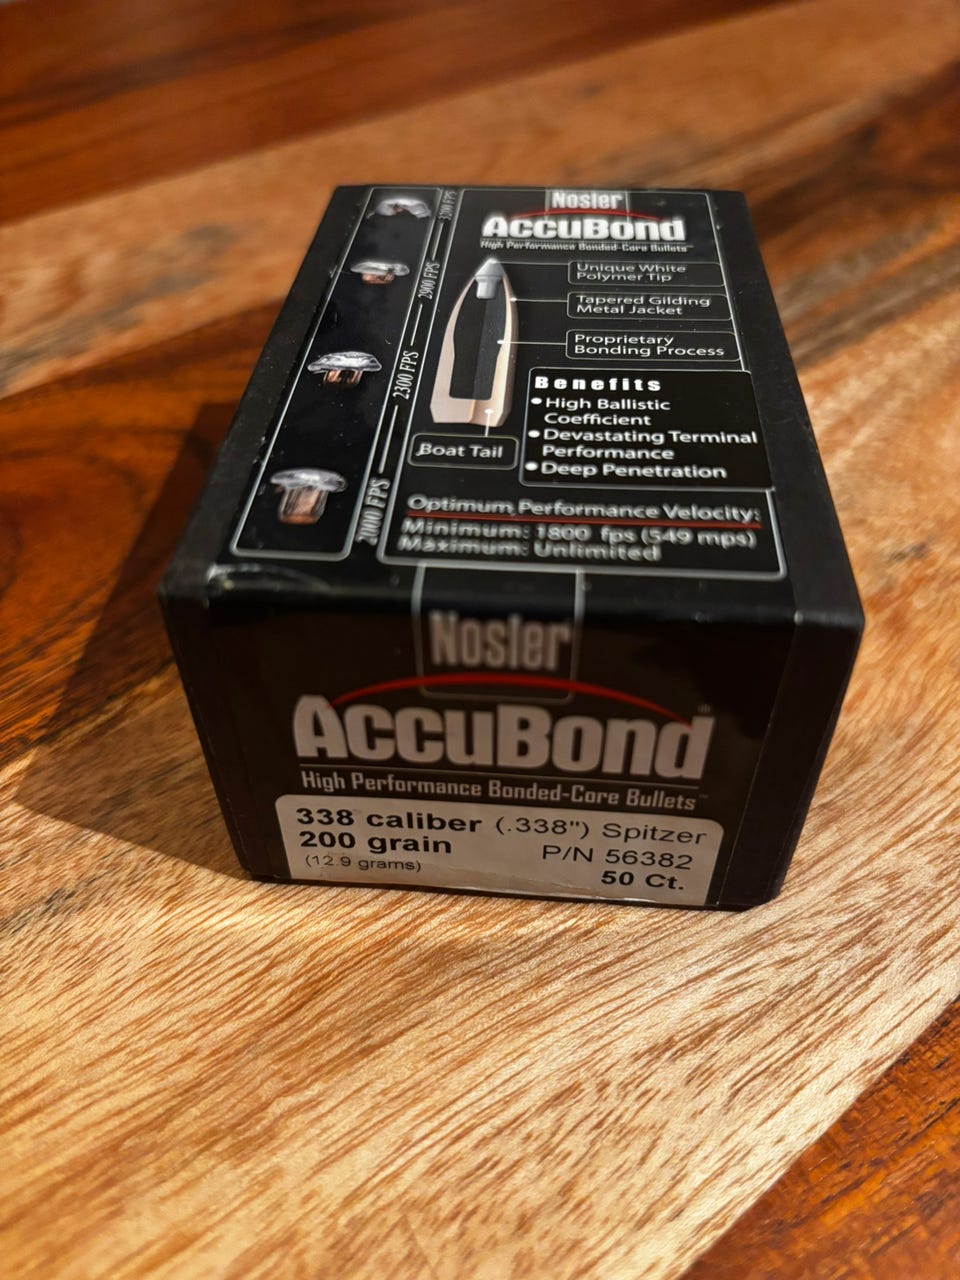 Nosler
AccuBond
High Performance Bonded-Core Bullets
Unique White
Polymer Tip
Tapered Gilding
Metal Jacket
Proprietary
Bonding Process
Benefits
• High Ballistic
Coefficient
• Devastating Terminal
Performance
• Deep Penetration
Boat Tail
2900 FPS
2300 FPS
2000 FPS
Optimum Performance Velocity:
Minimum: 1800 fps (549 mps)
Maximum: Unlimited
Nosler
AccuBond®
High Performance Bonded-Core Bullets™
338 caliber (.338") Spitzer
200 grain P/N 56382
(12.9 grams) 50 Ct.